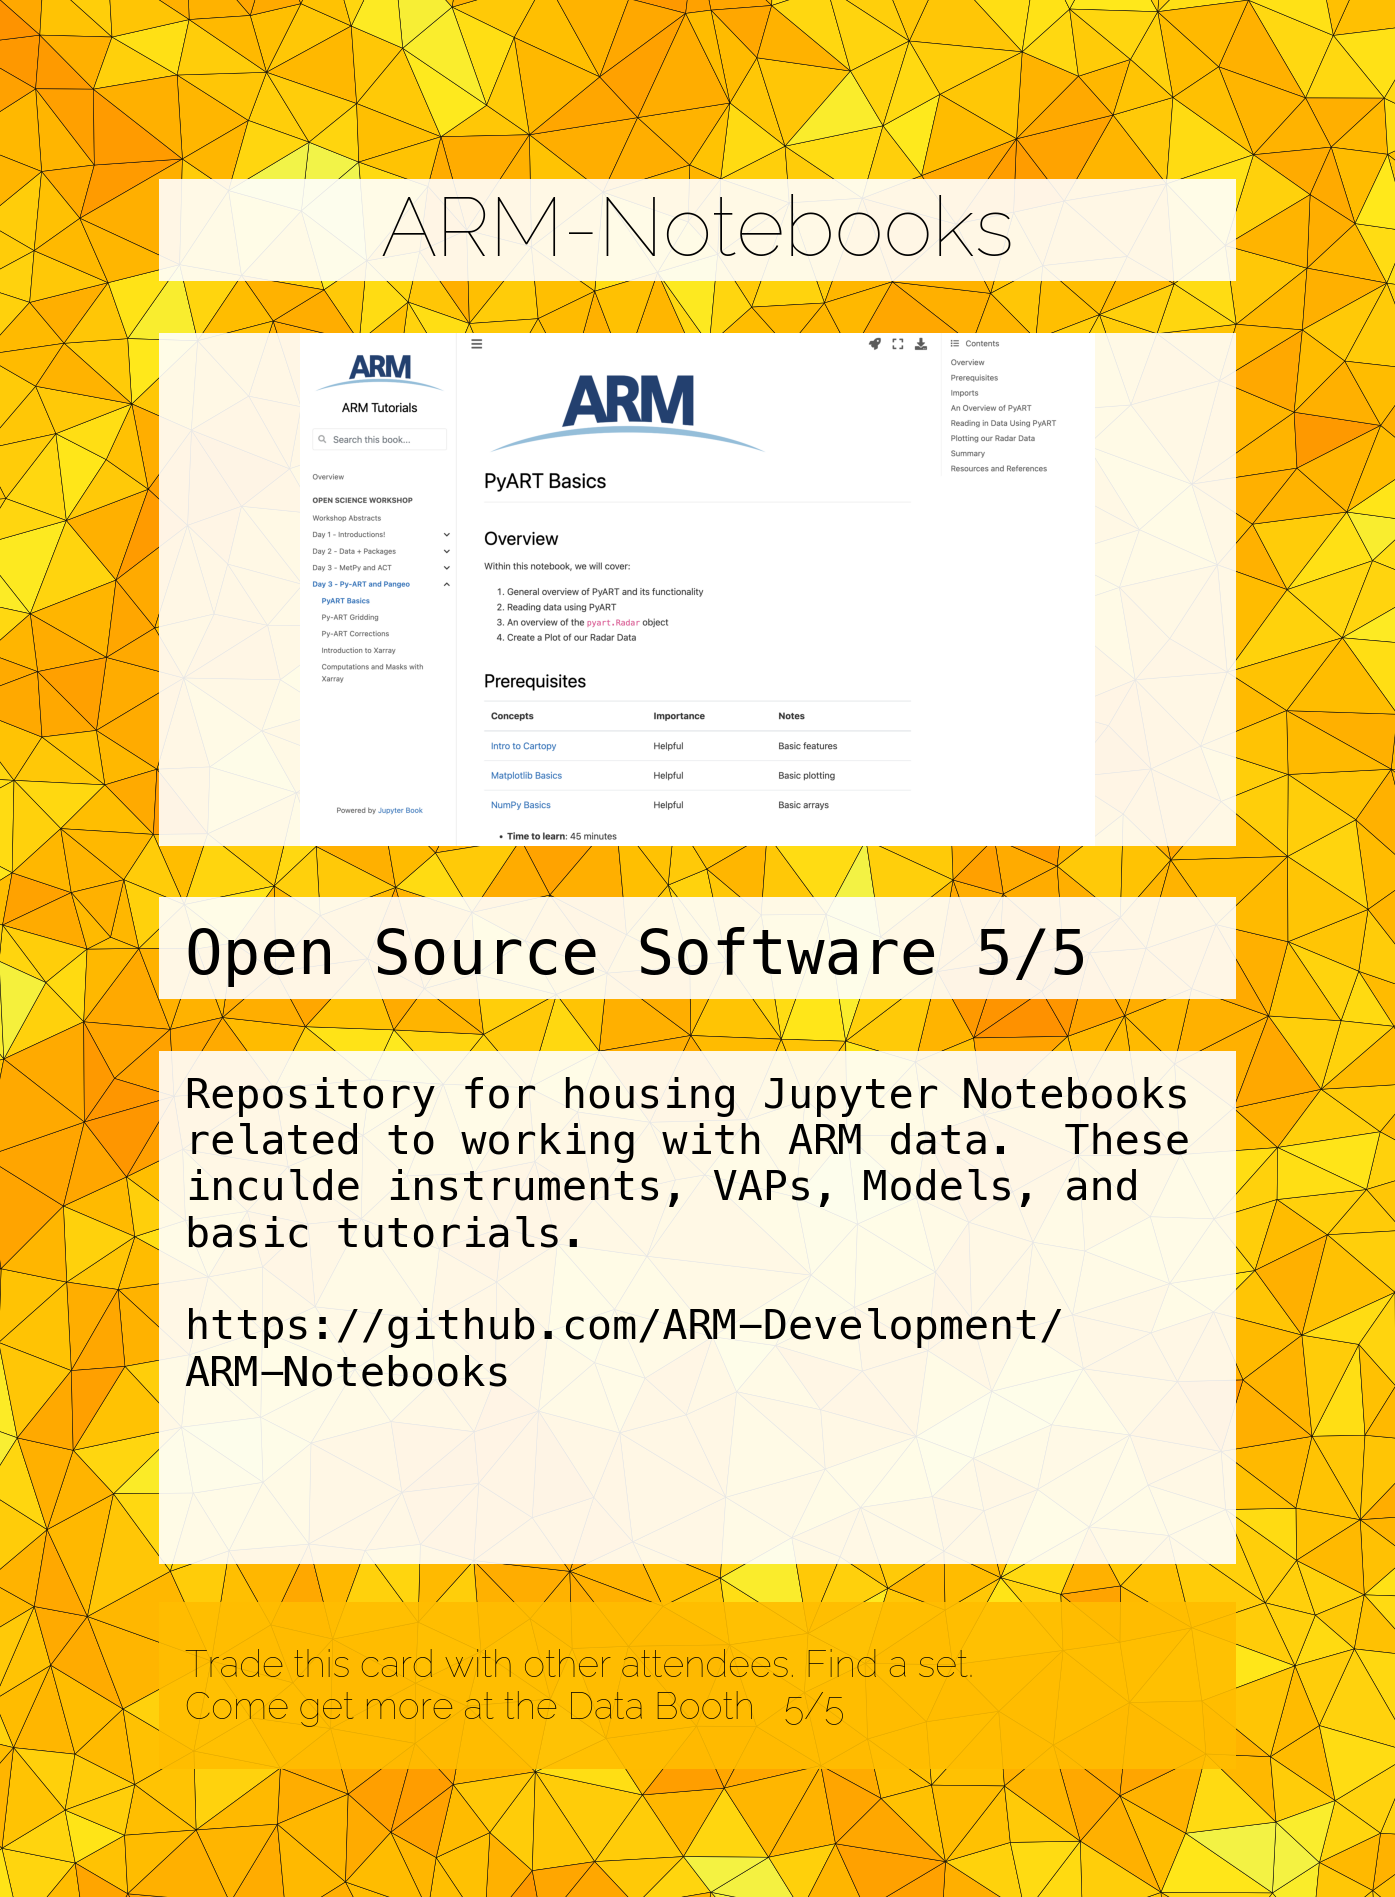 ARM-Notebooks
ARM
ARM Tutorials
Search this book...
Overview
OPEN SCIENCE WORKSHOP
Workshop Abstracts
Day 1 - Introductions!
Day 2 - Data + Packages
Day 3 - MetPy and ACT
Day 3 - Py-ART and Pangeo
PyART Basics
Py-ART Gridding
Py-ART Corrections
Introduction to Xarray
Computations and Masks with
Xarray
Powered by Jupyter Book
ARM
PyART Basics
Overview
Within this notebook, we will cover:
1. General overview of PyART and its functionality
2. Reading data using PyART
3. An overview of the pyart.Radar object
4. Create a Plot of our Radar Data
Prerequisites
Concepts Importance Notes
Intro to Cartopy Helpful Basic features
Matplotlib Basics Helpful Basic plotting
NumPy Basics Helpful Basic arrays
• Time to learn: 45 minutes
Contents
Overview
Prerequisites
Imports
An Overview of PyART
Reading in Data Using PyART
Plotting our Radar Data
Summary
Resources and References
Open Source Software 5/5
Repository for housing Jupyter Notebooks
related to working with ARM data.  These
inculde instruments, VAPs, Models, and
basic tutorials.
https://github.com/ARM-Development/
ARM-Notebooks
Trade this card with other attendees. Find a set.
Come get more at the Data Booth   5/5